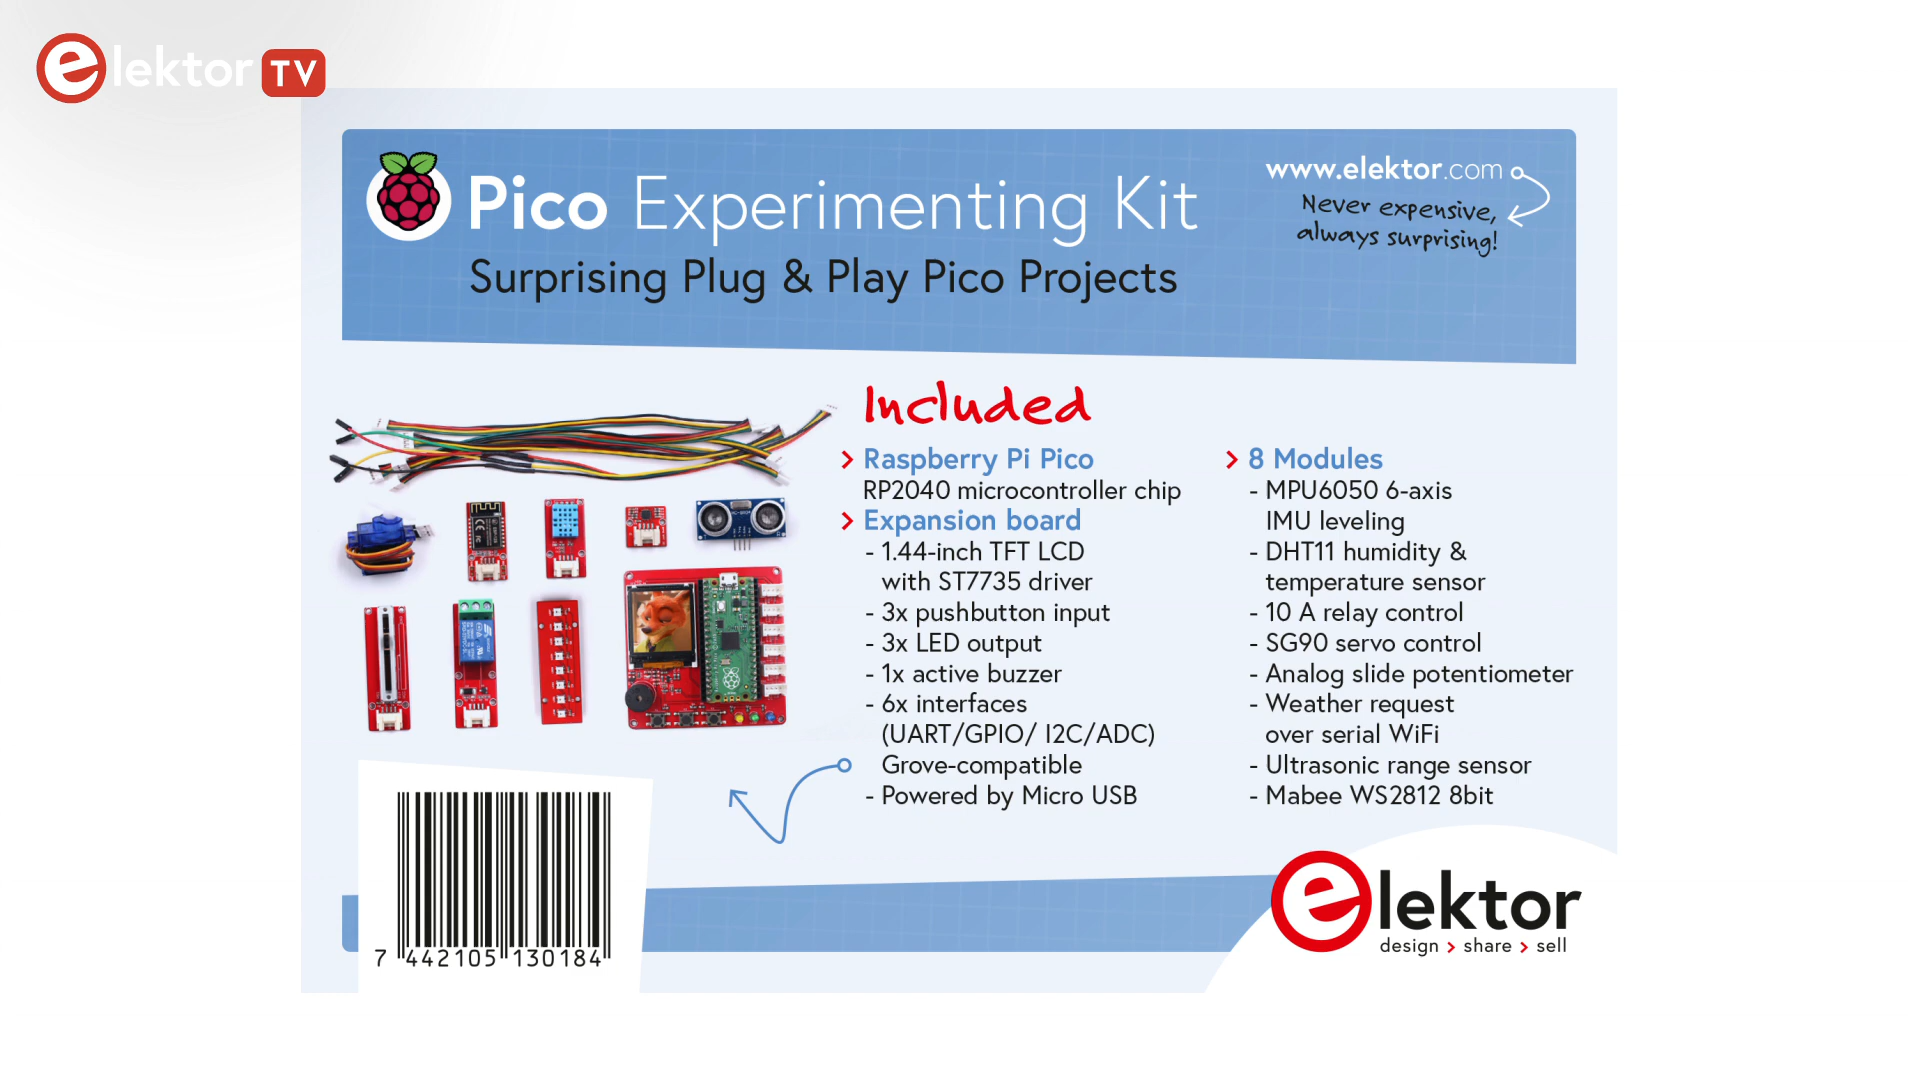 elektor TV
Pico Experimenting Kit
Surprising Plug & Play Pico Projects
www.elektor.com
Never expensive,
always surprising!
Included
Raspberry Pi Pico
RP2040 microcontroller chip
Expansion board
- 1.44-inch TFT LCD
with ST7735 driver
- 3x pushbutton input
- 3x LED output
- 1x active buzzer
- 6x interfaces
(UART/GPIO/ I2C/ADC)
Grove-compatible
- Powered by Micro USB
8 Modules
- MPU6050 6-axis
IMU leveling
- DHT11 humidity &
temperature sensor
- 10 A relay control
- SG90 servo control
- Analog slide potentiometer
- Weather request
over serial WiFi
- Ultrasonic range sensor
- Mabee WS2812 8bit
7 442105 130184
elektor
design > share > sell